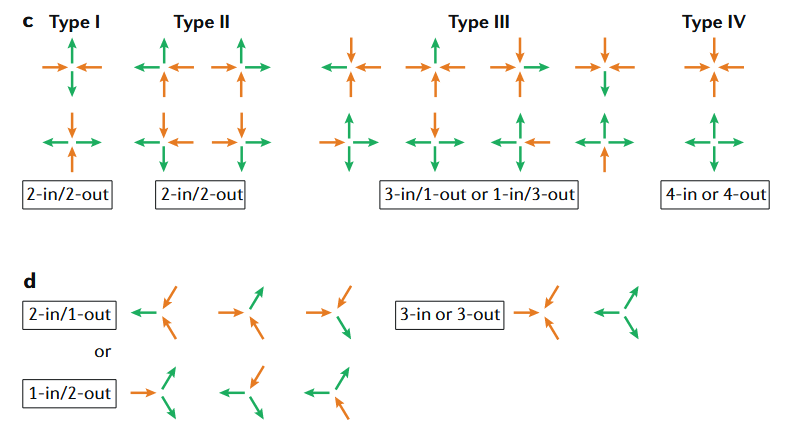 c Type I Type II Type III Type IV
2-in/2-out 2-in/2-out 3-in/1-out or 1-in/3-out 4-in or 4-out
d
2-in/1-out 3-in or 3-out
or
1-in/2-out